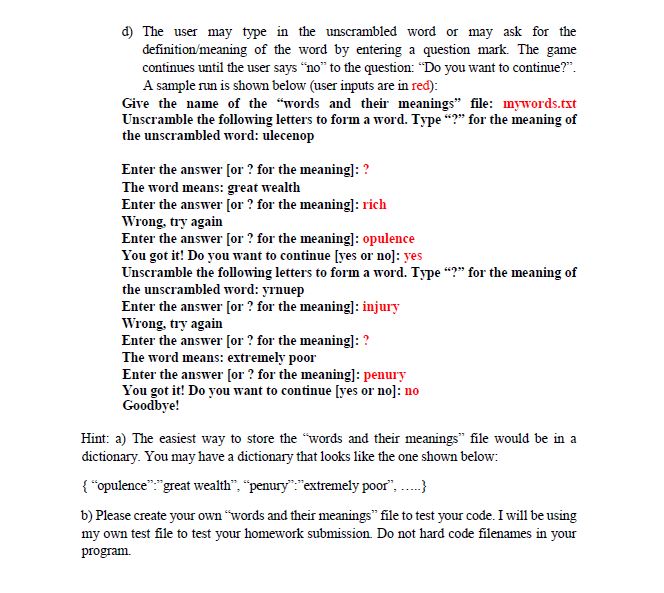 d) The user may type in the unscrambled word or may ask for the
definition/meaning of the word by entering a question mark. The game
continues until the user says “no” to the question: “Do you want to continue?”.
A sample run is shown below (user inputs are in red):
Give the name of the “words and their meanings” file: mywords.txt
Unscramble the following letters to form a word. Type “?” for the meaning of
the unscrambled word: ulecenop
Enter the answer [or ? for the meaning]: ?
The word means: great wealth
Enter the answer [or ? for the meaning]: rich
Wrong, try again
Enter the answer [or ? for the meaning]: opulence
You got it! Do you want to continue [yes or no]: yes
Unscramble the following letters to form a word. Type “?” for the meaning of
the unscrambled word: yrnuep
Enter the answer [or ? for the meaning]: injury
Wrong, try again
Enter the answer [or ? for the meaning]: ?
The word means: extremely poor
Enter the answer [or ? for the meaning]: penury
You got it! Do you want to continue [yes or no]: no
Goodbye!
Hint: a) The easiest way to store the “words and their meanings” file would be in a
dictionary. You may have a dictionary that looks like the one shown below:
{ “opulence”:”great wealth”, “penury”:”extremely poor”, …..}
b) Please create your own “words and their meanings” file to test your code. I will be using
my own test file to test your homework submission. Do not hard code filenames in your
program.